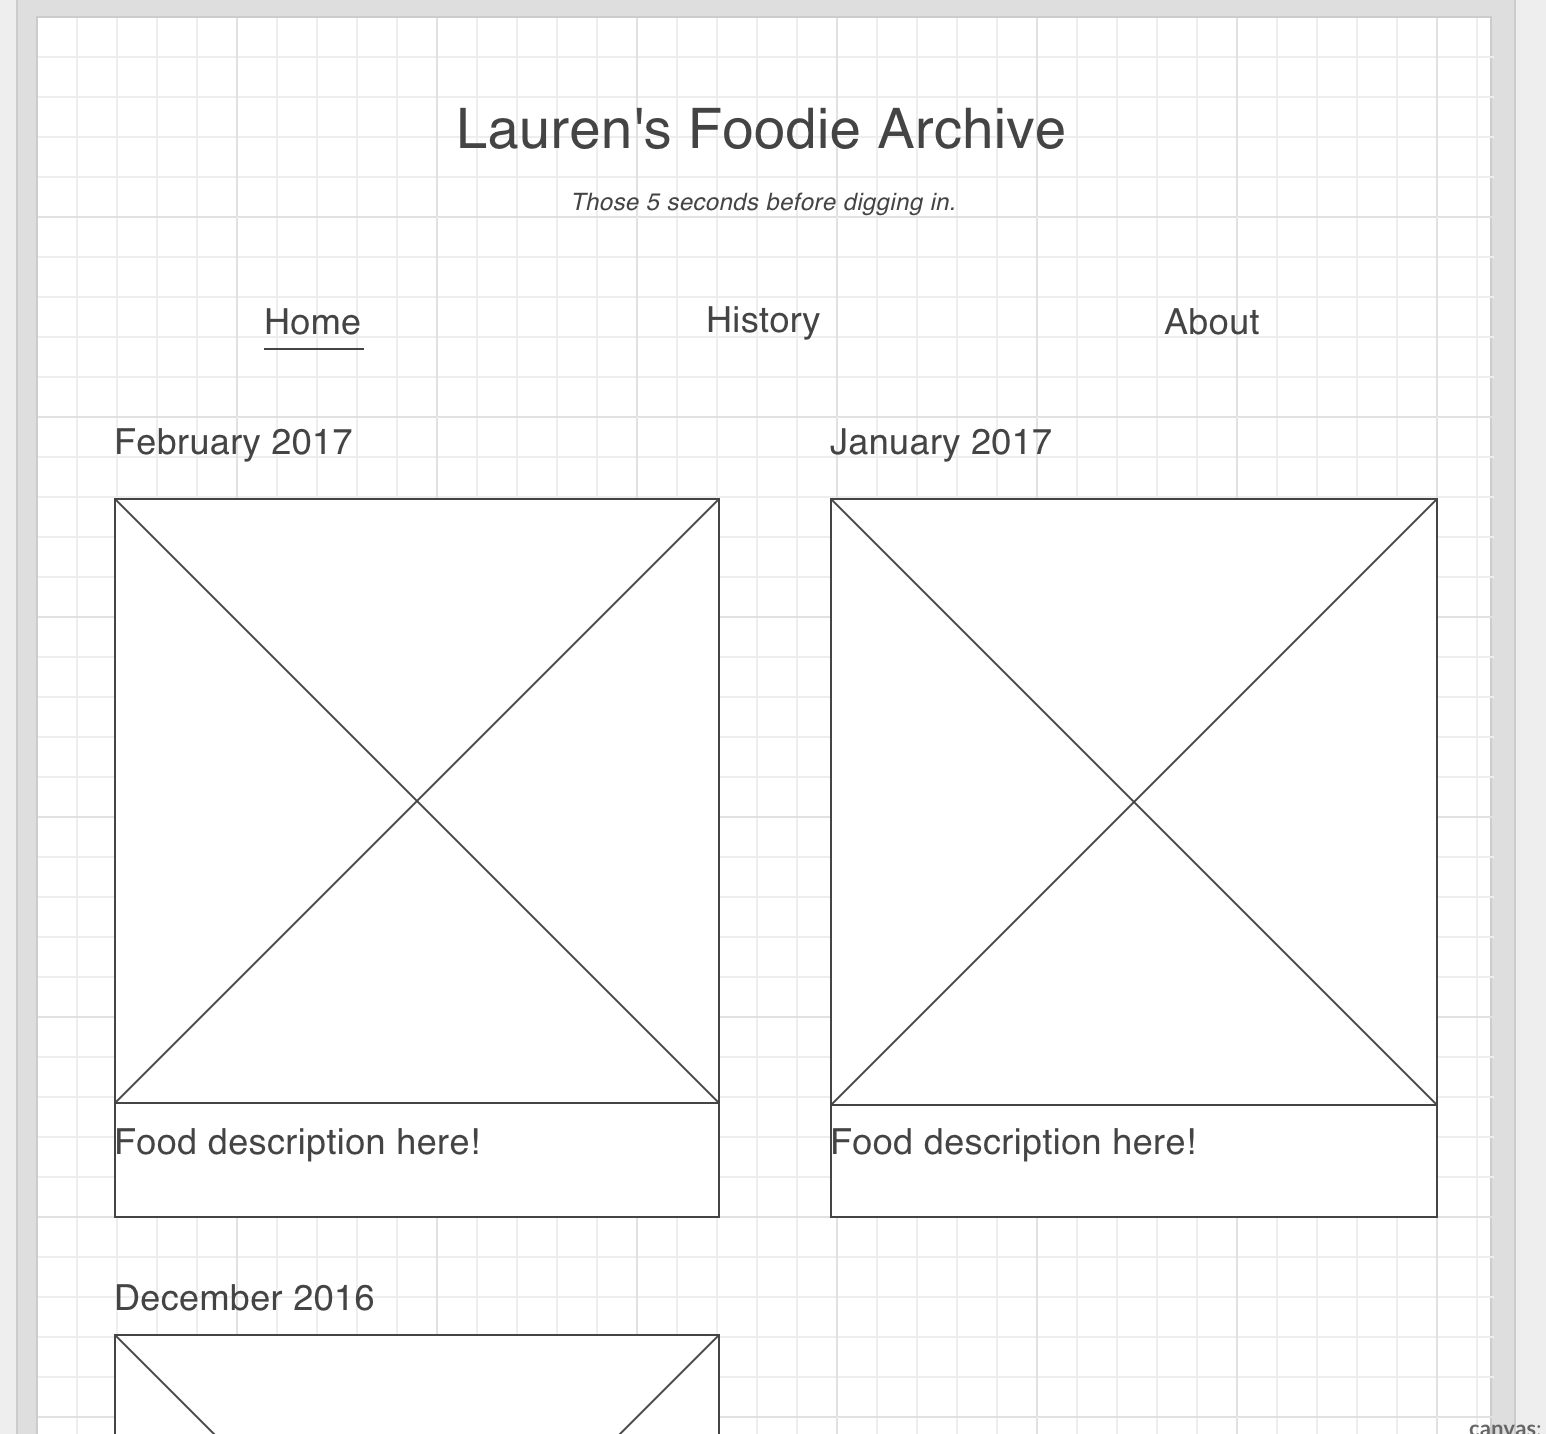 Lauren's Foodie Archive
Those 5 seconds before digging in.
Home History About
February 2017 January 2017
Food description here! Food description here!
December 2016
canvas: